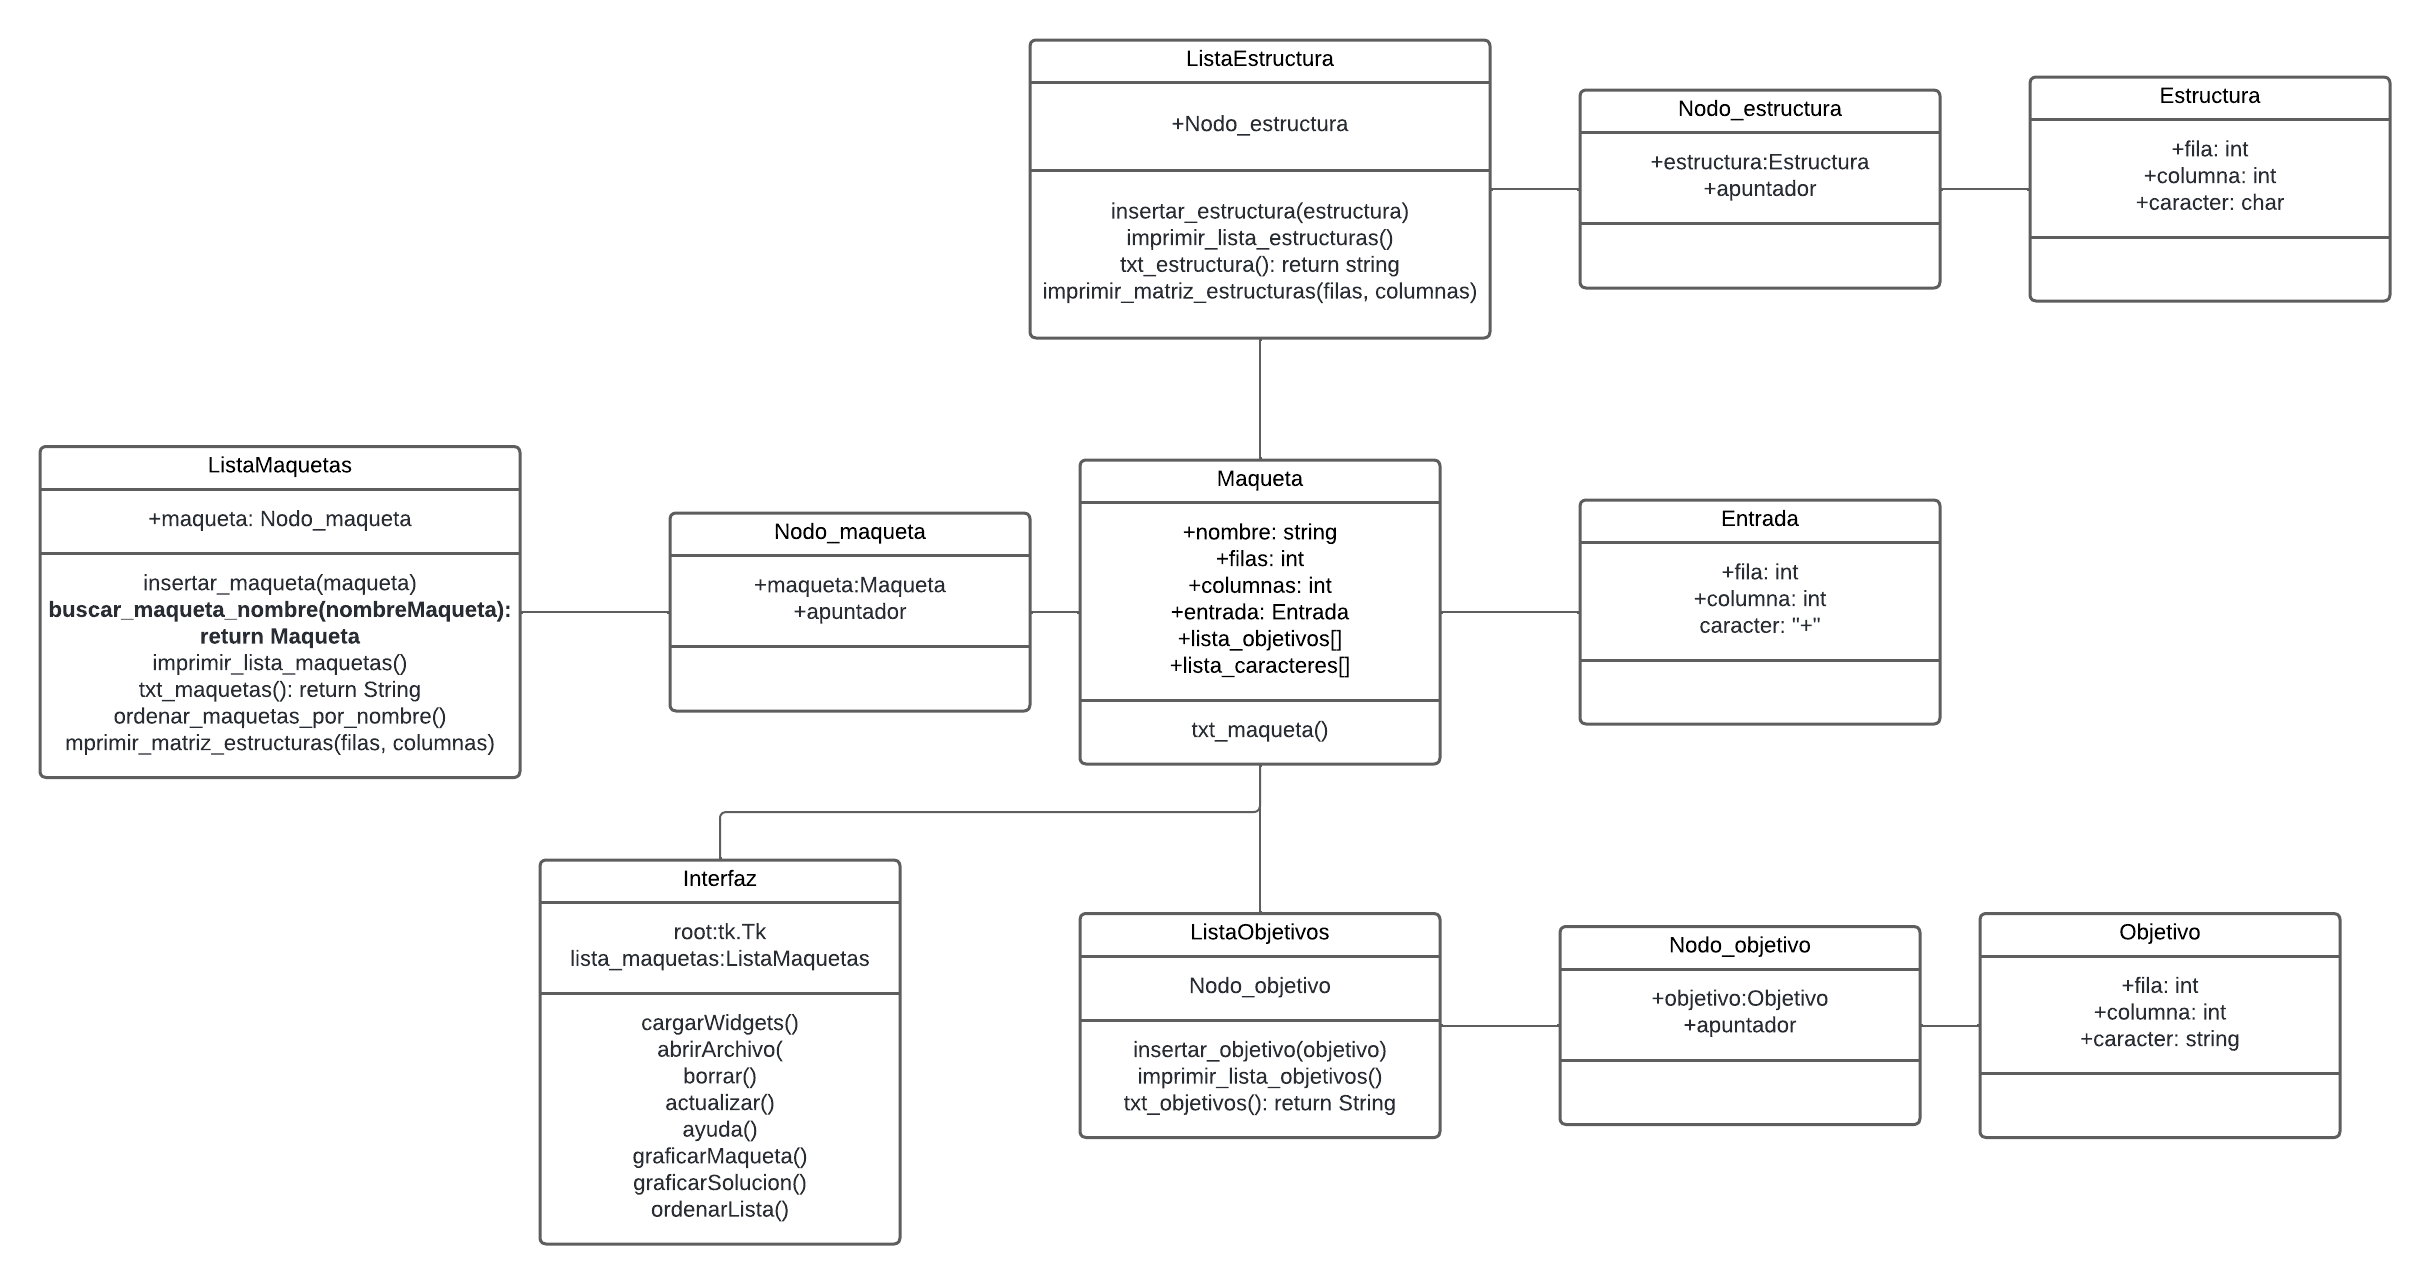 ListaEstructura
+Nodo_estructura
insertar_estructura(estructura)
imprimir_lista_estructuras()
txt_estructura(): return string
imprimir_matriz_estructuras(filas, columnas)
Nodo_estructura
+estructura:Estructura
+apuntador
Estructura
+fila: int
+columna: int
+caracter: char
ListaMaquetas
+maqueta: Nodo_maqueta
insertar_maqueta(maqueta)
buscar_maqueta_nombre(nombreMaqueta):
return Maqueta
imprimir_lista_maquetas()
txt_maquetas(): return String
ordenar_maquetas_por_nombre()
mprimir_matriz_estructuras(filas, columnas)
Nodo_maqueta
+maqueta:Maqueta
+apuntador
Maqueta
+nombre: string
+filas: int
+columnas: int
+entrada: Entrada
+lista_objetivos[]
+lista_caracteres[]
txt_maqueta()
Entrada
+fila: int
+columna: int
caracter: "+"
Interfaz
root:tk.Tk
lista_maquetas:ListaMaquetas
cargarWidgets()
abrirArchivo(
borrar()
actualizar()
ayuda()
graficarMaqueta()
graficarSolucion()
ordenarLista()
ListaObjetivos
Nodo_objetivo
insertar_objetivo(objetivo)
imprimir_lista_objetivos()
txt_objetivos(): return String
Nodo_objetivo
+objetivo:Objetivo
+apuntador
Objetivo
+fila: int
+columna: int
+caracter: string